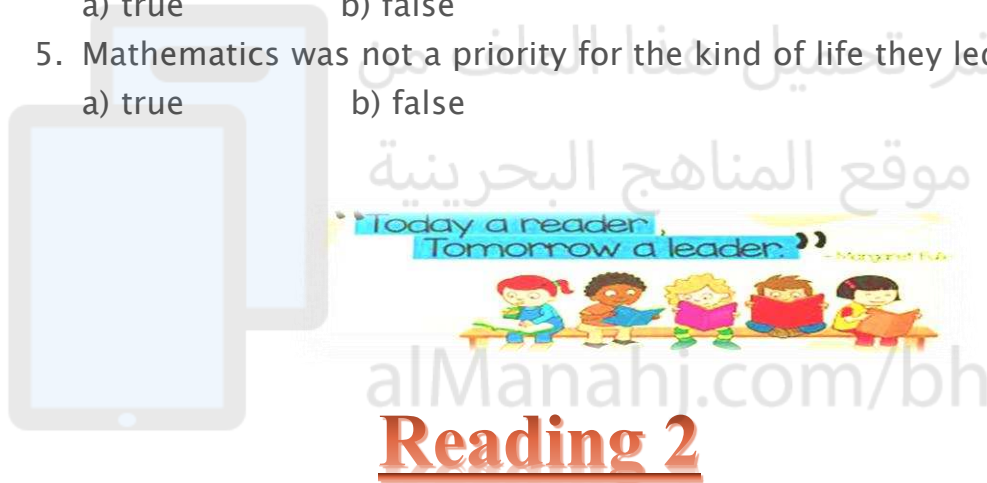 a) true b) false
5. Mathematics was not a priority for the kind of life they led
a) true b) false
موقع المناهج البحرينية
"Today a reader,
Tomorrow a leader."
- Margaret
alManahj.com/bh
Reading 2